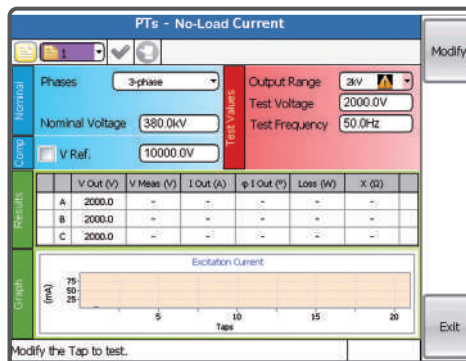 PTs - No-Load Current
Modify
1
Nominal
Phases 3-phase
Nominal Voltage 380.0kV
Test Values
Output Range 2kV
Test Voltage 2000.0V
Test Frequency 50.0Hz
Comp
V Ref. 10000.0V
Results
V Out (V) V Meas (V) I Out (A) φ I Out (º) Loss (W) X (Ω)
A 2000.0 - - - - -
B 2000.0 - - - - -
C 2000.0 - - - - -
Graph
Excitation Current
(mA)
75
50
25
5 10 15 20
Taps
Exit
Modify the Tap to test.